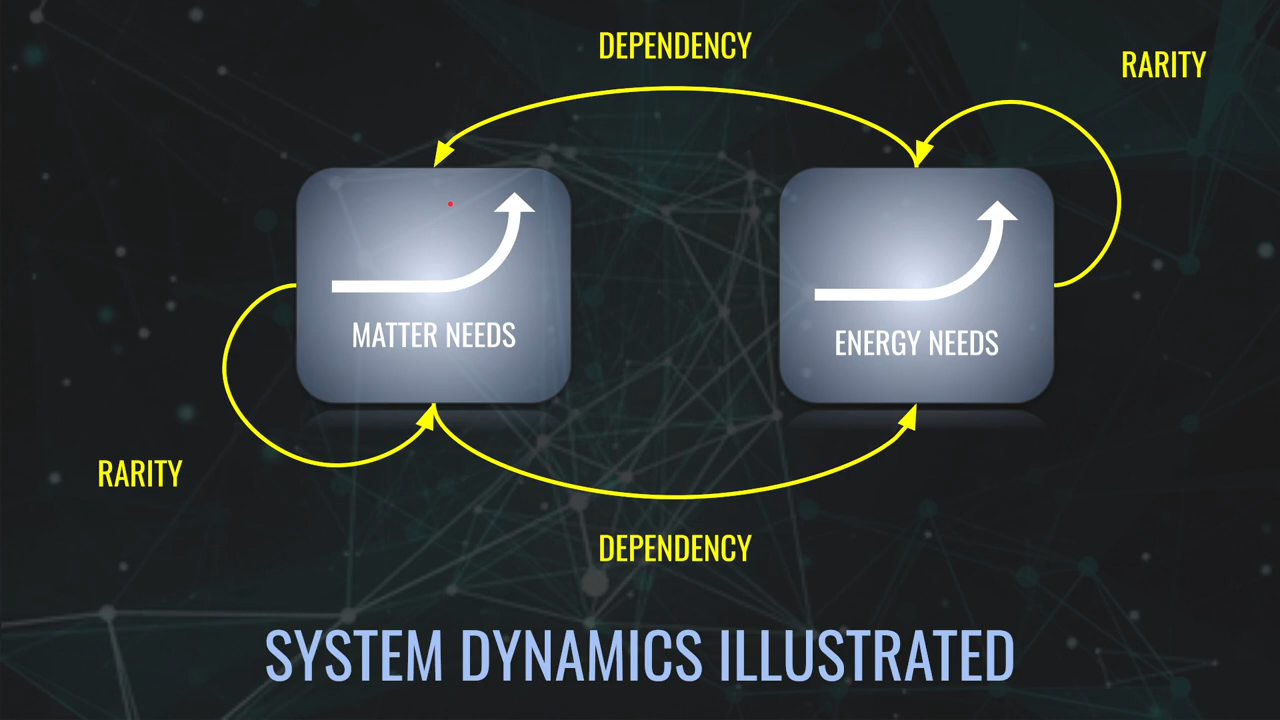 DEPENDENCY
RARITY
MATTER NEEDS
ENERGY NEEDS
RARITY
DEPENDENCY
SYSTEM DYNAMICS ILLUSTRATED